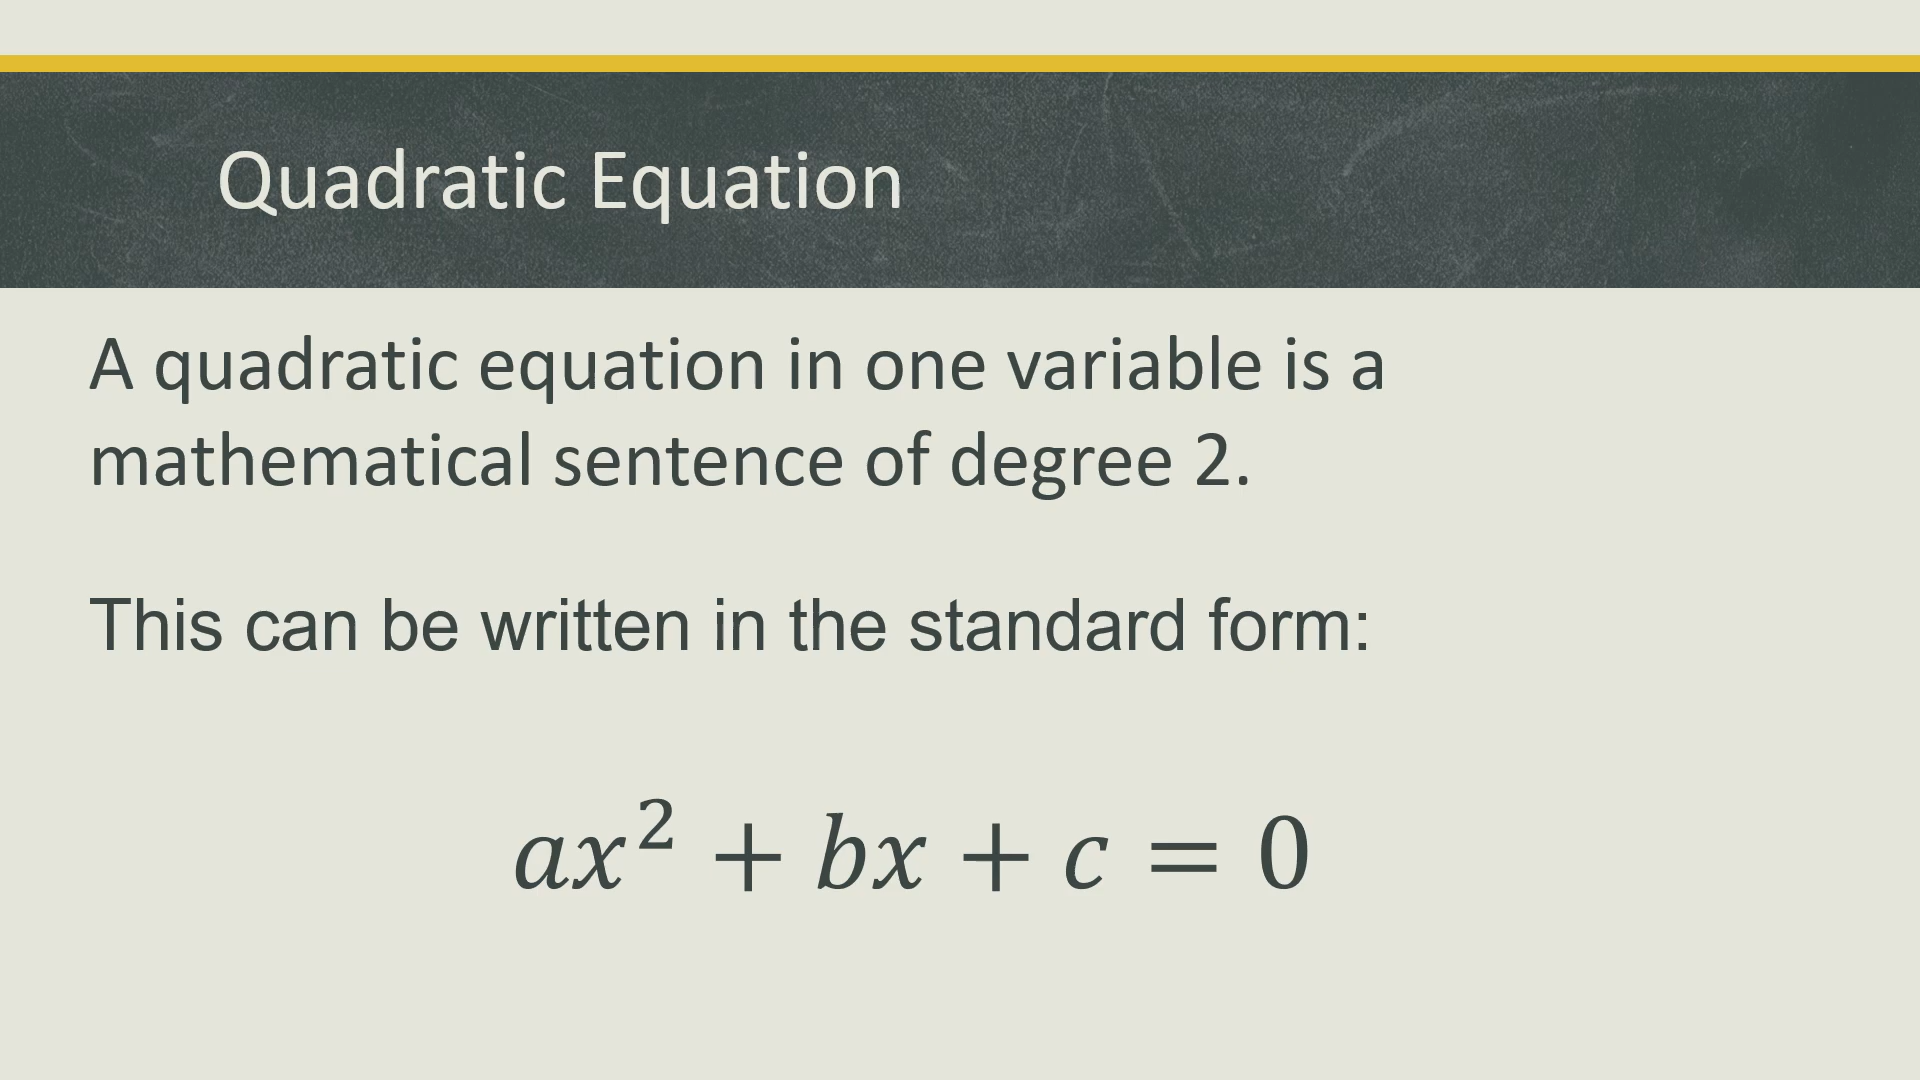 Quadratic Equation
A quadratic equation in one variable is a
mathematical sentence of degree 2.
This can be written in the standard form:
ax² + bx + c = 0